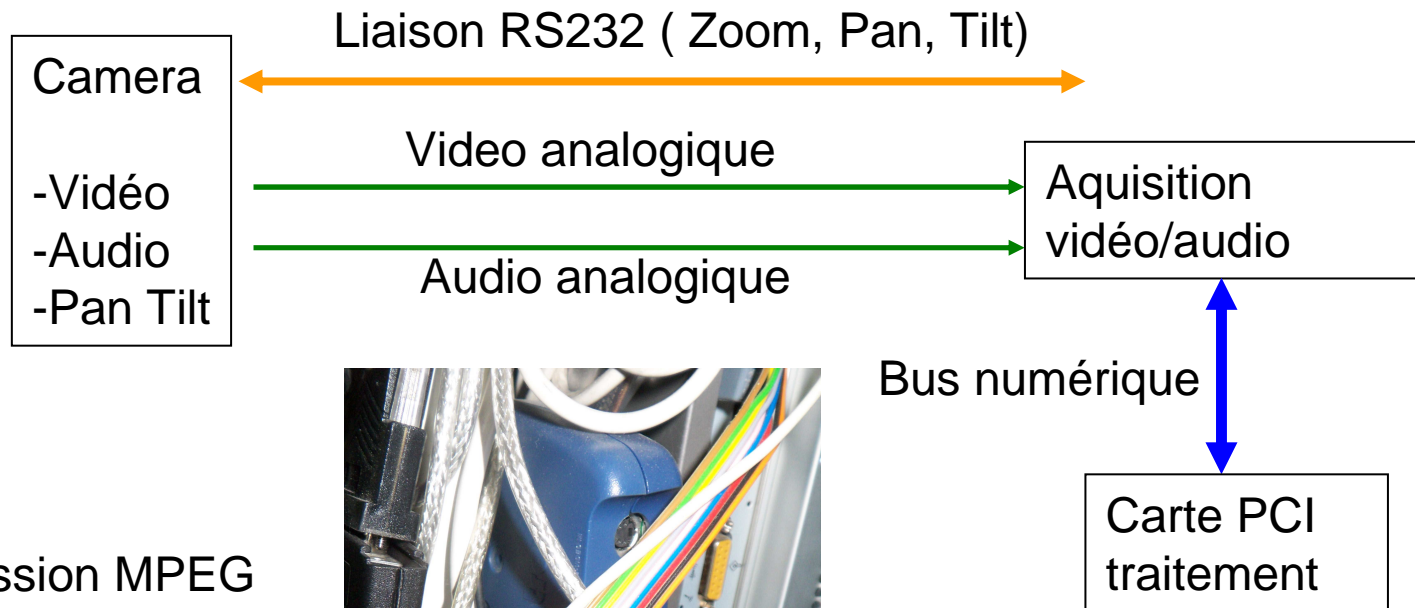 Liaison RS232 ( Zoom, Pan, Tilt)
Camera
-Vidéo
-Audio
-Pan Tilt
Video analogique
Audio analogique
Aquisition
vidéo/audio
Bus numérique
Carte PCI
traitement
ssion MPEG